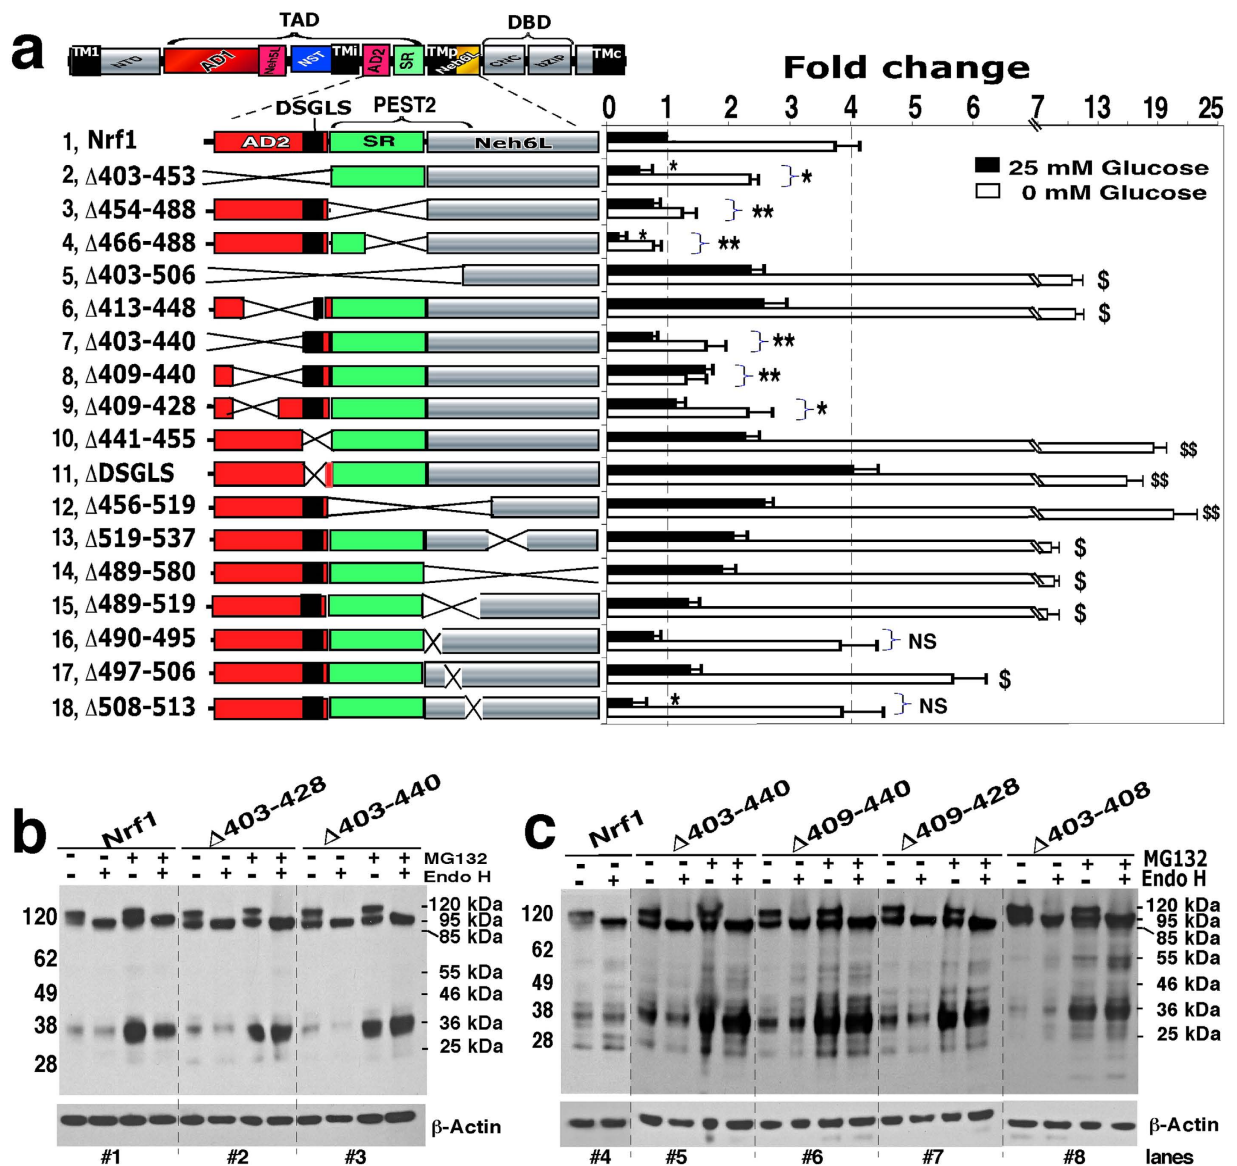 a
TAD
DBD
TM1 NTD AD1 Neh5L NST TMi AD2 SR TMp Neh6L CNC bZIP TMc
Fold change
DSGLS PEST2
0 1 2 3 4 5 6 7 13 19 25
1, Nrf1 AD2 SR Neh6L
25 mM Glucose
0 mM Glucose
2, Δ403-453 * *
3, Δ454-488 **
4, Δ466-488 * **
5, Δ403-506 $
6, Δ413-448 $
7, Δ403-440 **
8, Δ409-440 **
9, Δ409-428 *
10, Δ441-455 $$
11, ΔDSGLS $$
12, Δ456-519 $$
13, Δ519-537 $
14, Δ489-580 $
15, Δ489-519 $
16, Δ490-495 NS
17, Δ497-506 $
18, Δ508-513 * NS
b
Nrf1 Δ403-428 Δ403-440
- - + + - - + + - - + + MG132
- + - + - + - + - + - + Endo H
120
62
49
38
28
120 kDa
95 kDa
85 kDa
55 kDa
46 kDa
36 kDa
25 kDa
β-Actin
#1 #2 #3
c
Nrf1 Δ403-440 Δ409-440 Δ409-428 Δ403-408
- - - - + + - - + + - - + + - - + + MG132
- + - + - + - + - + - + - + - + - + Endo H
120
62
49
38
28
120 kDa
95 kDa
85 kDa
55 kDa
46 kDa
36 kDa
25 kDa
β-Actin
#4 #5 #6 #7 #8 lanes